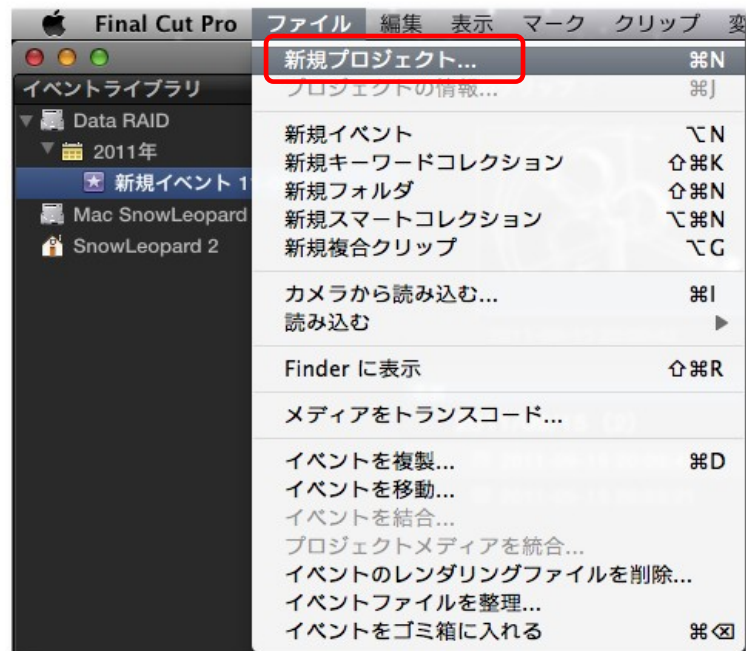 Final Cut Pro ファイル 編集 表示 マーク クリップ
イベントライブラリ
Data RAID
2011年
新規イベント 1
Mac SnowLeopard
SnowLeopard 2
新規プロジェクト... ⌘N
プロジェクトの情報... ⌘J
新規イベント ⌥N
新規キーワードコレクション ⇧⌘K
新規フォルダ ⇧⌘N
新規スマートコレクション ⌥⌘N
新規複合クリップ ⌥G
カメラから読み込む... ⌘I
読み込む
Finder に表示 ⇧⌘R
メディアをトランスコード...
イベントを複製... ⌘D
イベントを移動...
イベントを結合...
プロジェクトメディアを統合...
イベントのレンダリングファイルを削除...
イベントファイルを整理...
イベントをゴミ箱に入れる ⌘⌫